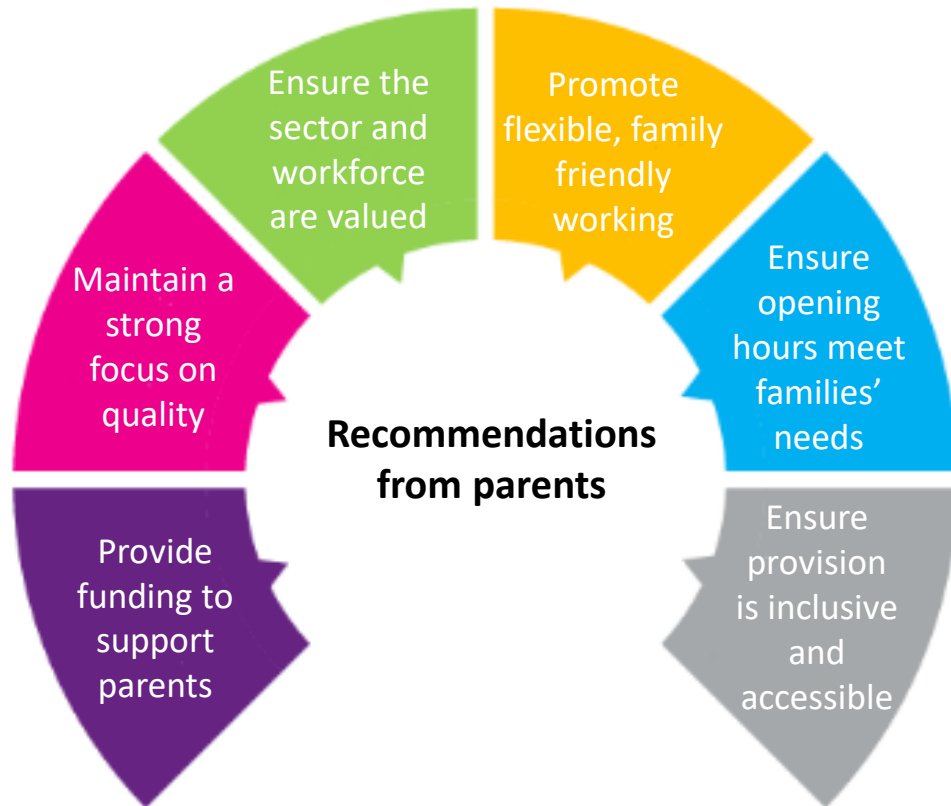 Ensure the
sector and
workforce
are valued
Promote
flexible, family
friendly
working
Maintain a
strong
focus on
quality
Ensure
opening
hours meet
families’
needs
Recommendations
from parents
Provide
funding to
support
parents
Ensure
provision
is inclusive
and
accessible